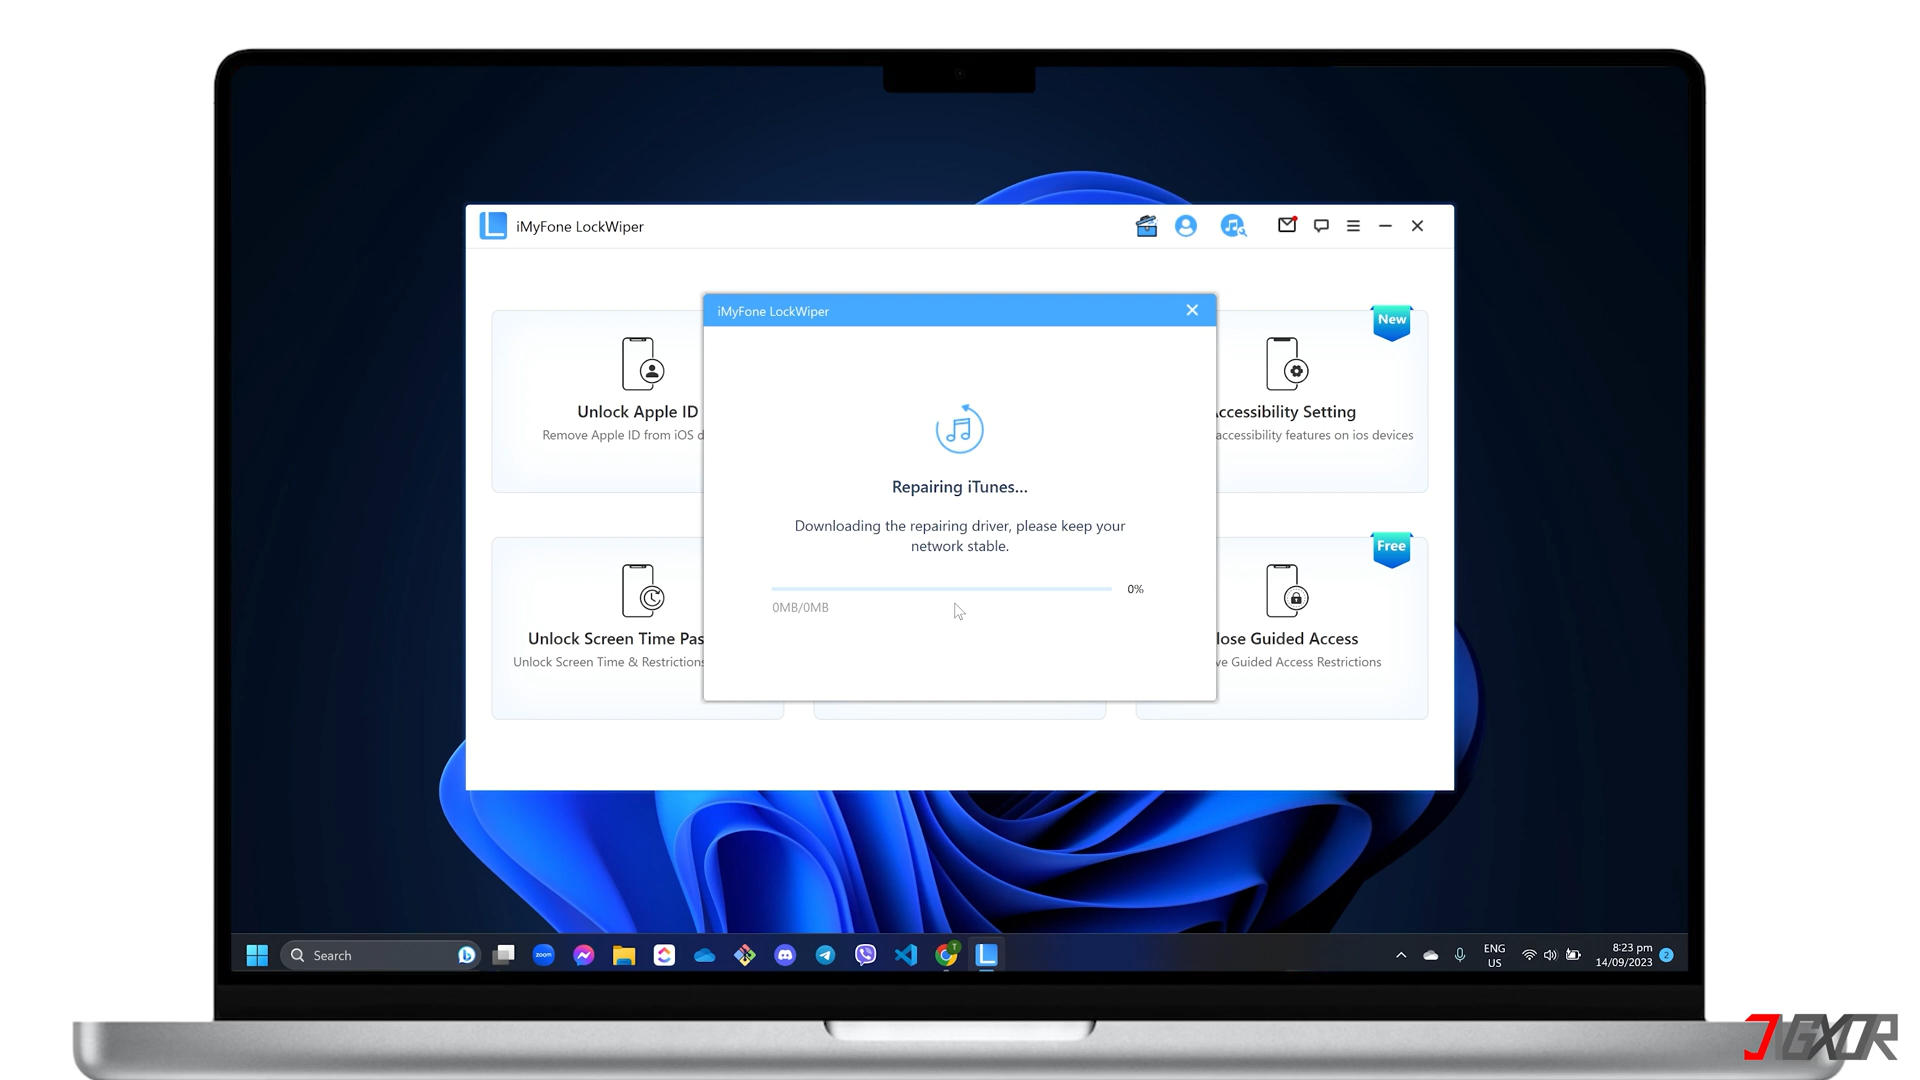 iMyFone LockWiper
iMyFone LockWiper
New
Unlock Apple ID
Remove Apple ID from iOS d
ccessibility Setting
accessibility features on ios devices
Repairing iTunes...
Downloading the repairing driver, please keep your
network stable.
0%
0MB/0MB
Free
Unlock Screen Time Pas
Unlock Screen Time & Restrictions
lose Guided Access
ve Guided Access Restrictions
Search
zoom
T
ENG
US
8:23 pm
14/09/2023
2
JGXOR